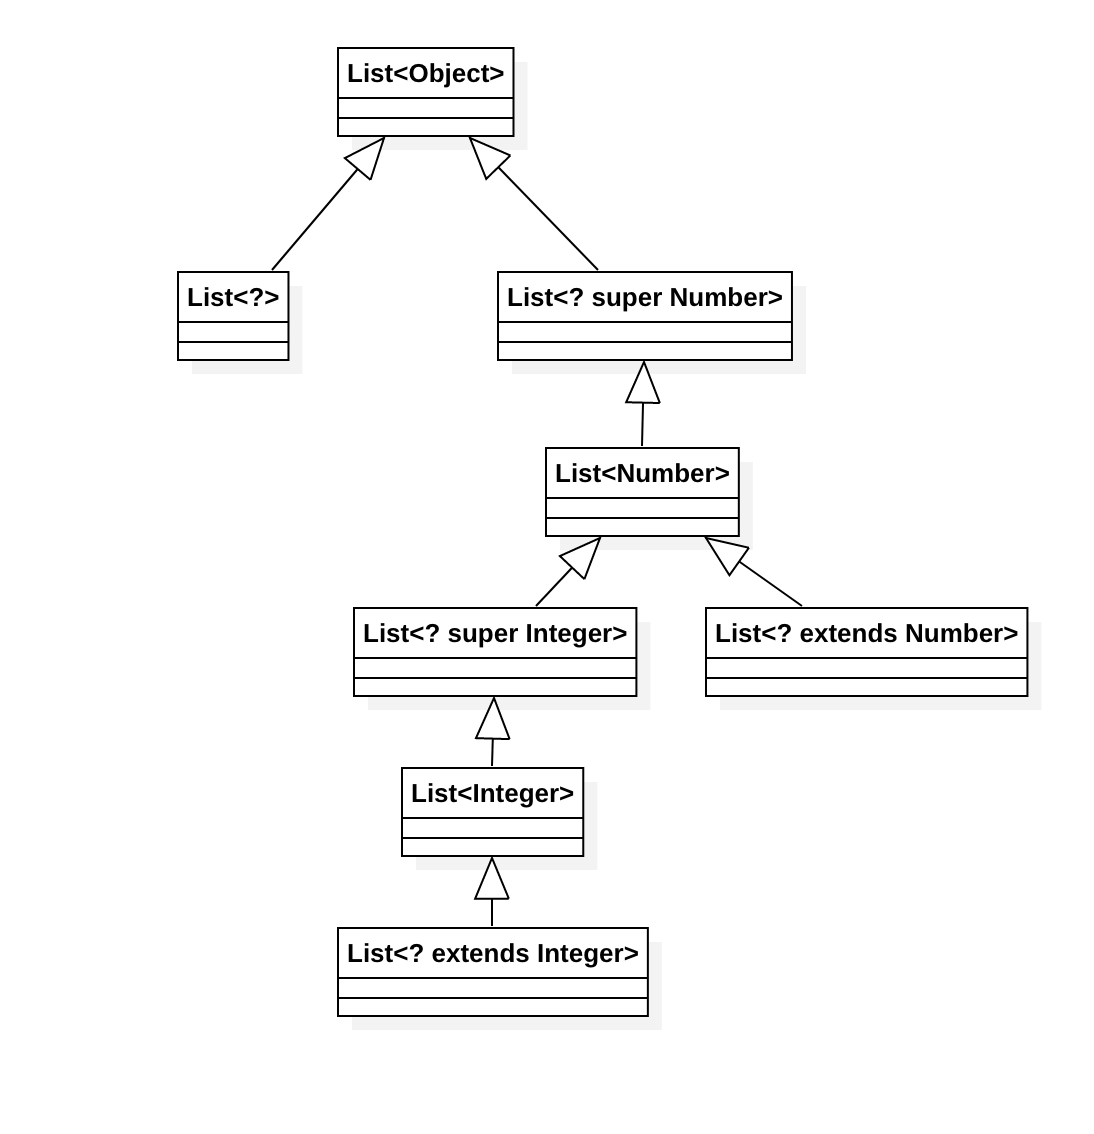 List<Object>
List<?>
List<? super Number>
List<Number>
List<? super Integer>
List<? extends Number>
List<Integer>
List<? extends Integer>